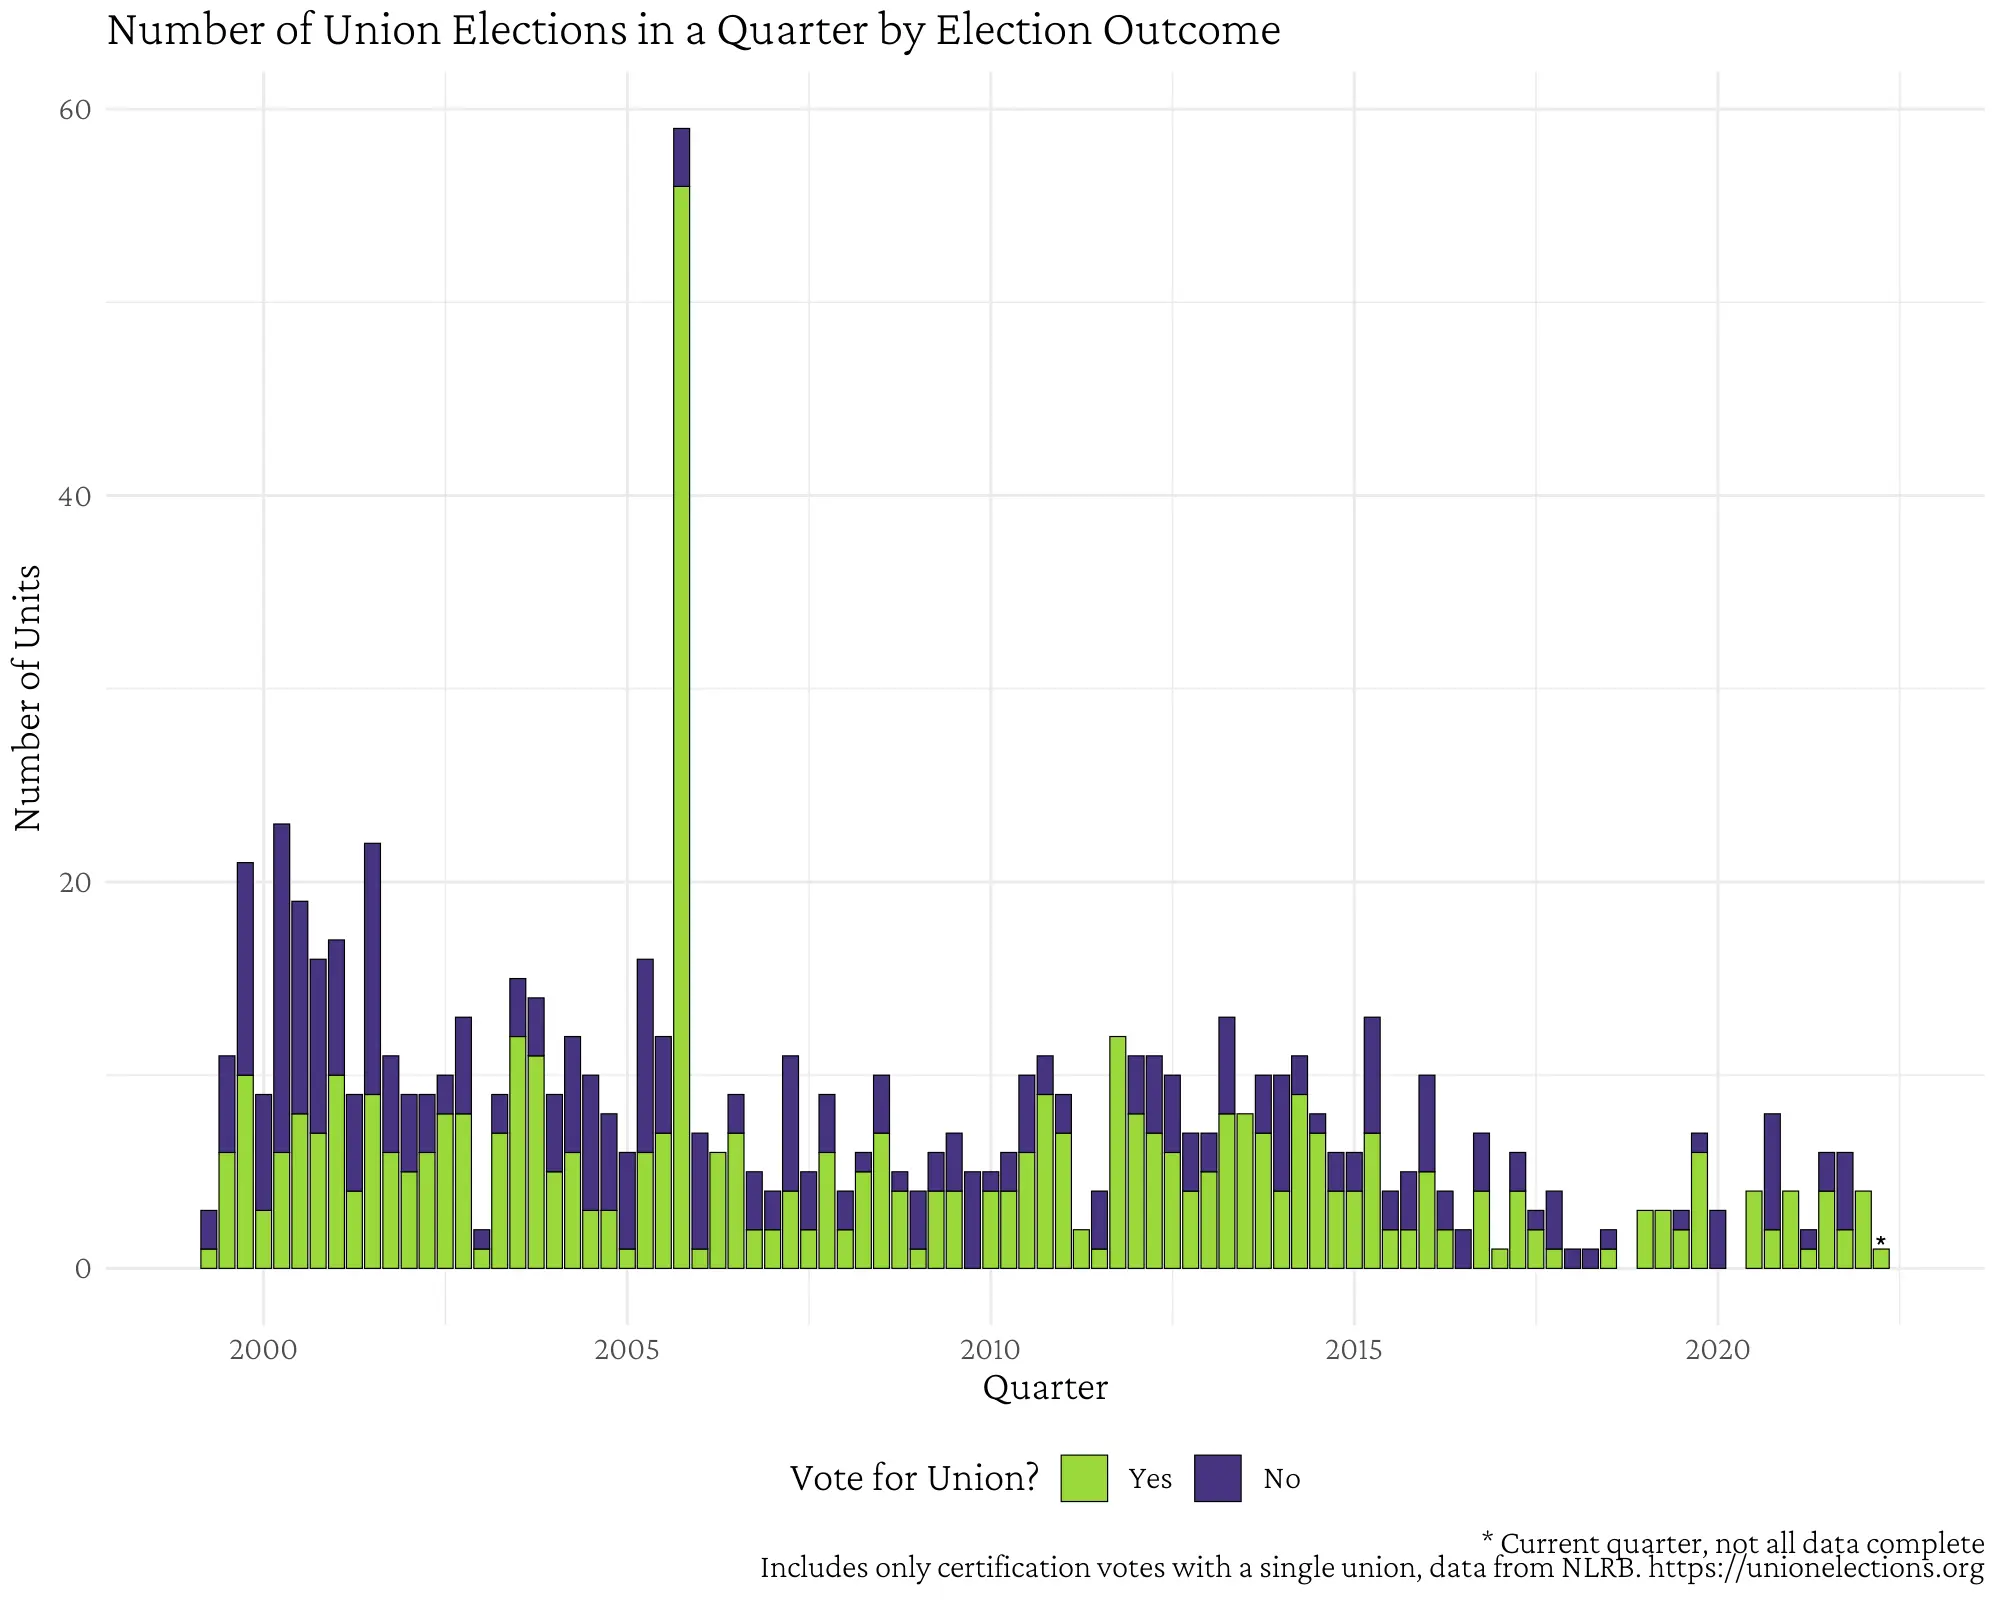 Number of Union Elections in a Quarter by Election Outcome
60
40
20
0
Number of Units
2000 2005 2010 2015 2020
*
Quarter
Vote for Union? Yes No
* Current quarter, not all data complete
Includes only certification votes with a single union, data from NLRB. https://unionelections.org